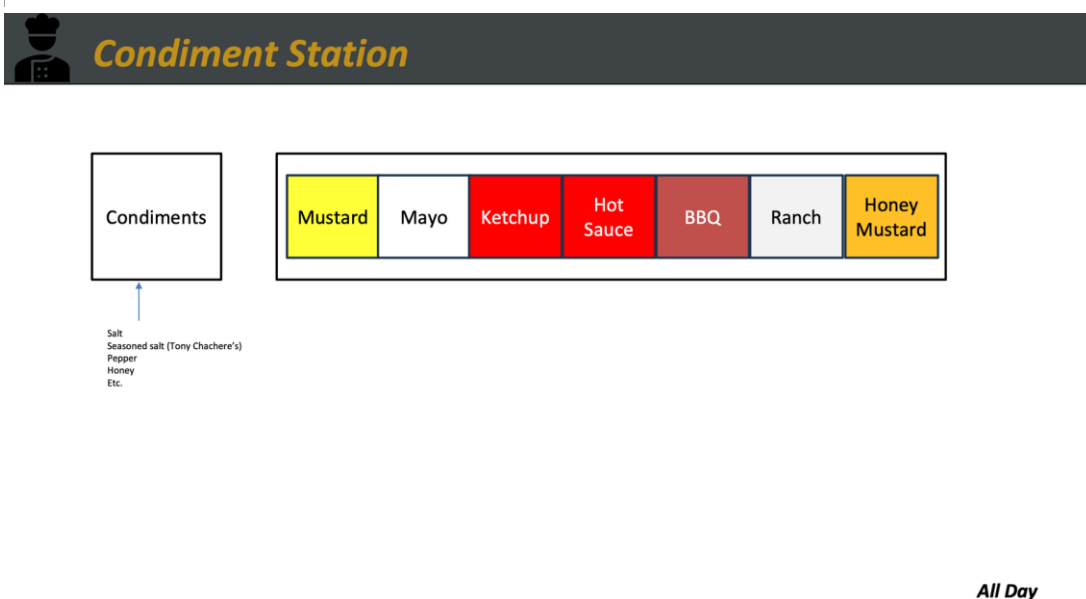 Condiment Station
Condiments
Mustard
Mayo
Ketchup
Hot
Sauce
BBQ
Ranch
Honey
Mustard
Salt
Seasoned salt (Tony Chachere's)
Pepper
Honey
Etc.
All Day